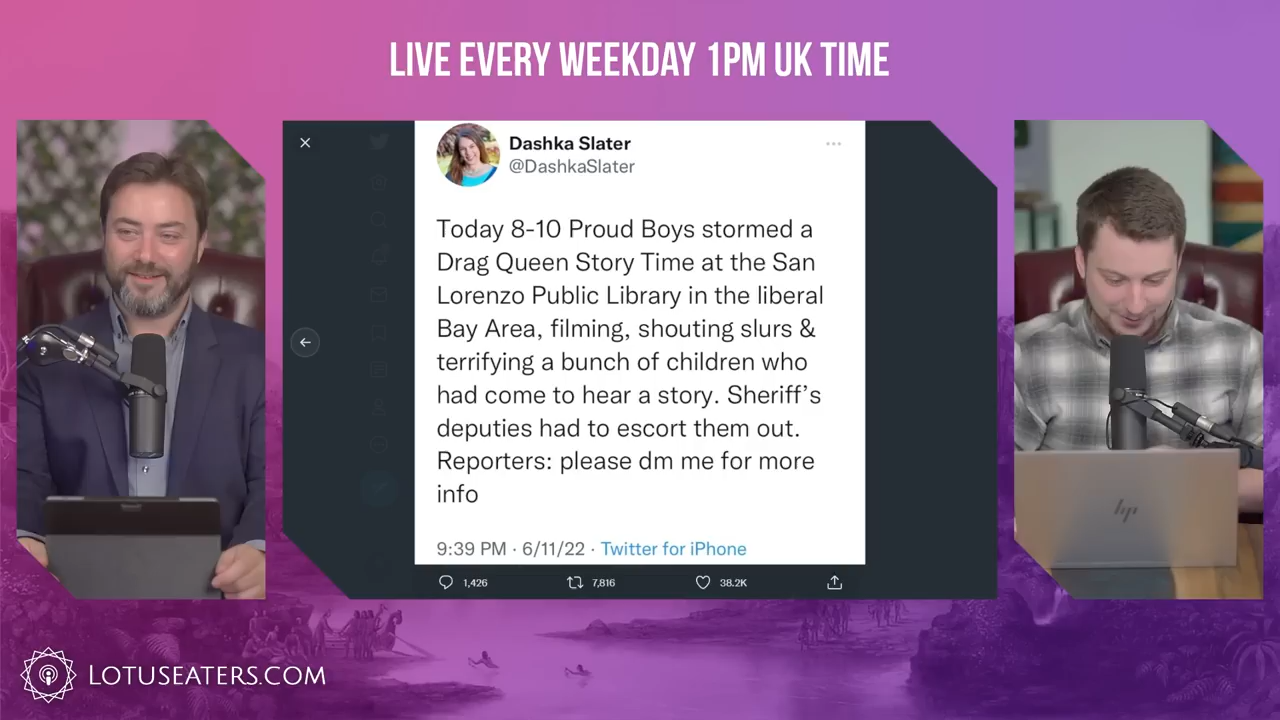 LIVE EVERY WEEKDAY 1PM UK TIME
Dashka Slater
@DashkaSlater
Today 8-10 Proud Boys stormed a
Drag Queen Story Time at the San
Lorenzo Public Library in the liberal
Bay Area, filming, shouting slurs &
terrifying a bunch of children who
had come to hear a story. Sheriff’s
deputies had to escort them out.
Reporters: please dm me for more
info
9:39 PM · 6/11/22 · Twitter for iPhone
1,426 7,816 38.2K
hp
LOTUSEATERS.COM